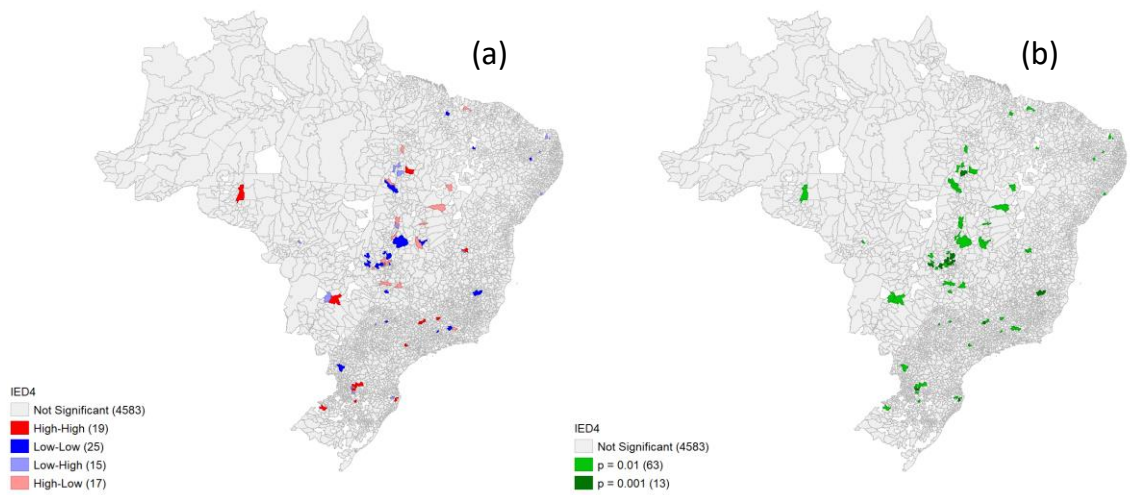 (a)
(b)
IED4
Not Significant (4583)
High-High (19)
Low-Low (25)
Low-High (15)
High-Low (17)
IED4
Not Significant (4583)
p = 0.01 (63)
p = 0.001 (13)